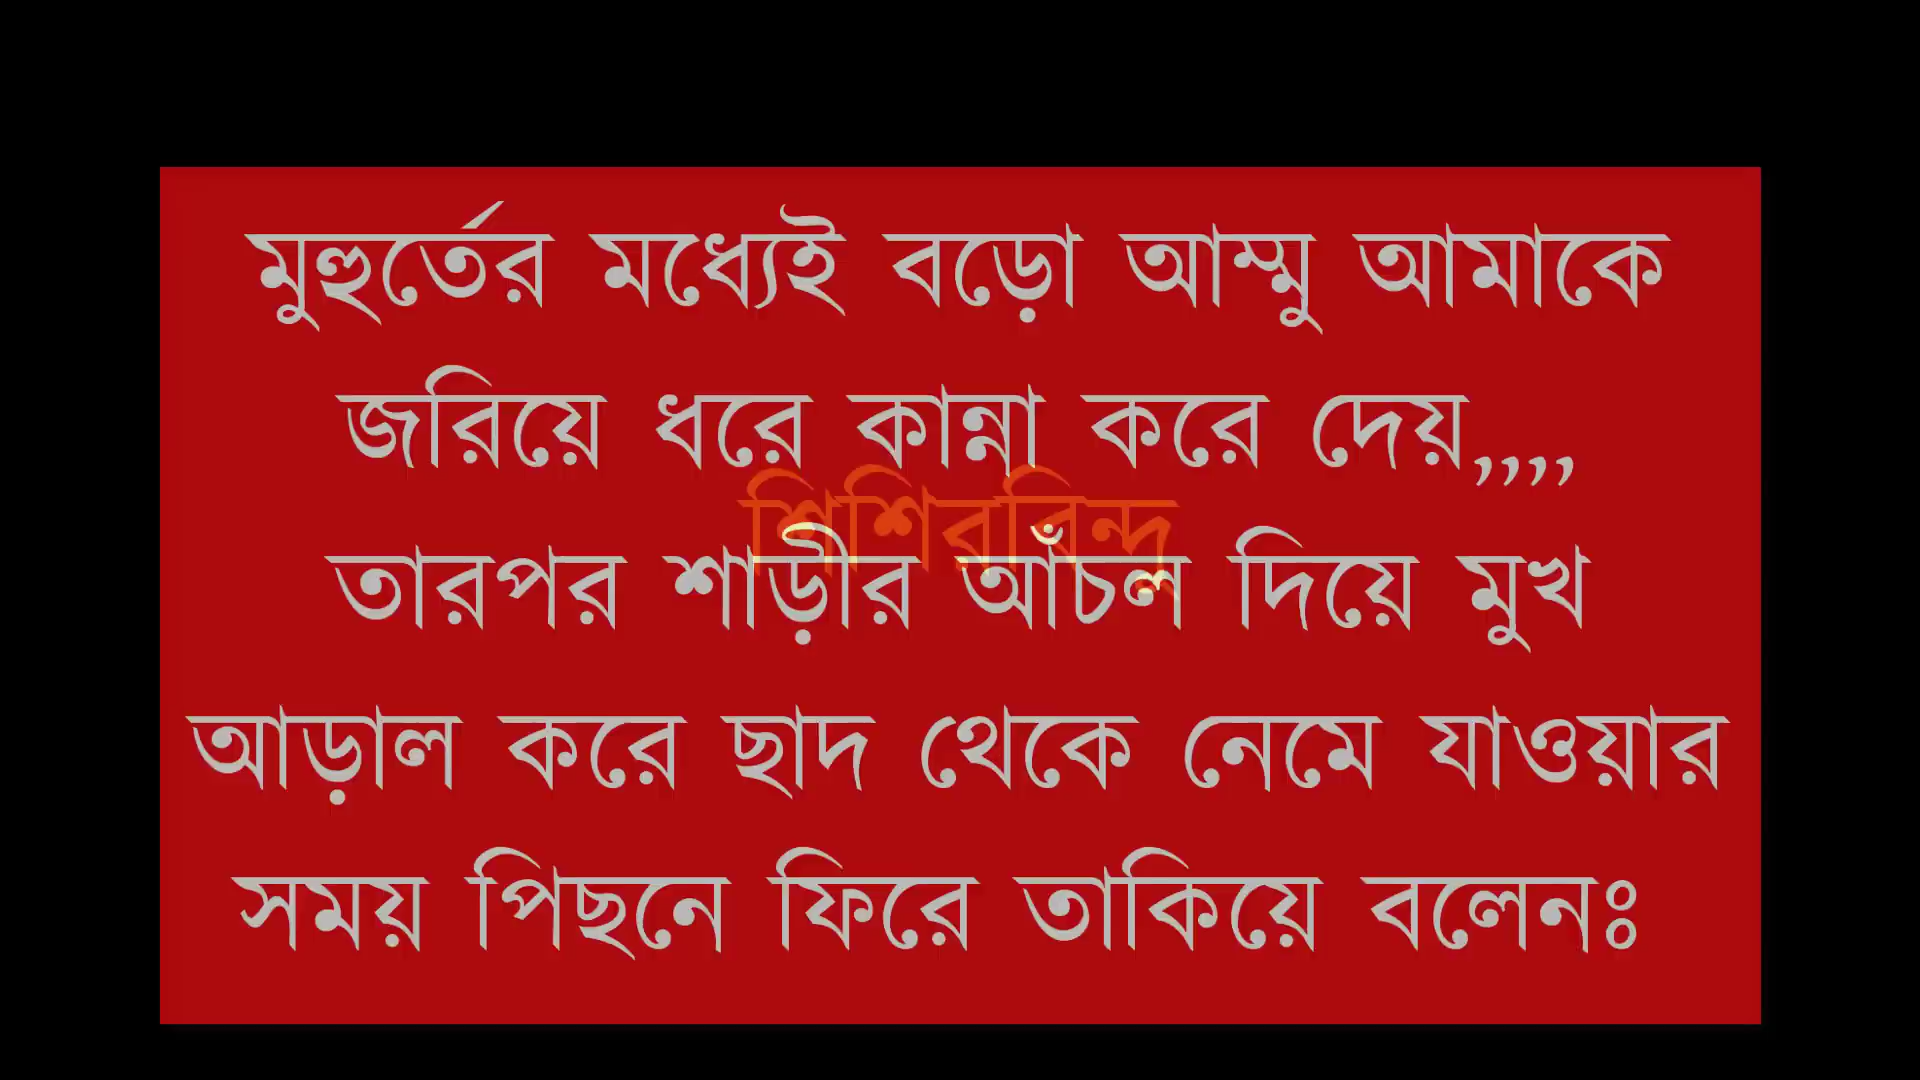 মুহুর্তের মধ্যেই বড়ো আম্মু আমাকে
জরিয়ে ধরে কান্না করে দেয়,,,,
শিশিরবিন্দু
তারপর শাড়ীর আঁচল দিয়ে মুখ
আড়াল করে ছাদ থেকে নেমে যাওয়ার
সময় পিছনে ফিরে তাকিয়ে বলেনঃ